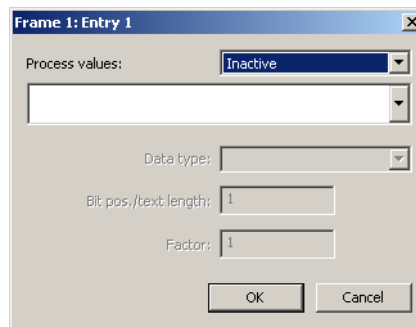 Frame 1: Entry 1
Process values: Inactive
Data type:
Bit pos./text length: 1
Factor: 1
OK Cancel